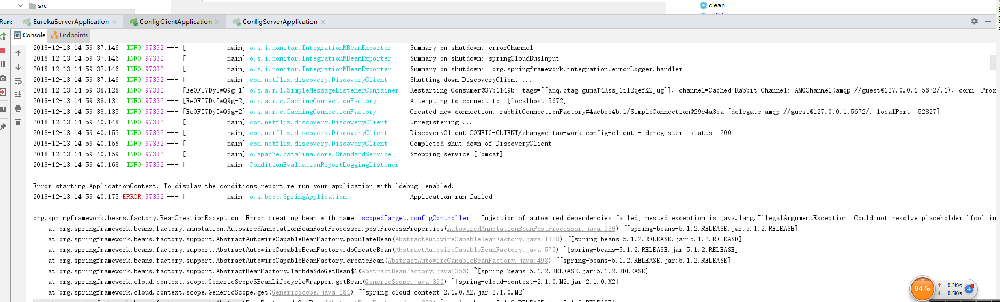 src
clean
Run: EurekaServerApplication × ConfigClientApplication × ConfigServerApplication ×
Console Endpoints
2018-12-13 14:59:37.146 INFO 97332 --- [ main] o.s.i.monitor.IntegrationMBeanExporter : Summary on shutdown: errorChannel
2018-12-13 14:59:37.146 INFO 97332 --- [ main] o.s.i.monitor.IntegrationMBeanExporter : Summary on shutdown: springCloudBusInput
2018-12-13 14:59:37.146 INFO 97332 --- [ main] o.s.i.monitor.IntegrationMBeanExporter : Summary on shutdown: _org.springframework.integration.errorLogger.handler
2018-12-13 14:59:37.146 INFO 97332 --- [ main] com.netflix.discovery.DiscoveryClient : Shutting down DiscoveryClient ...
2018-12-13 14:59:38.128 INFO 97332 --- [EeOFT7DyTwQ9g-1] o.s.a.r.l.SimpleMessageListenerContainer : Restarting Consumer@37b1149b: tags=[[amq.ctag-gumaT4RssJliI2qefKZJug]], channel=Cached Rabbit Channel: AMQChannel(amqp://guest@127.0.0.1:5672/,1), conn: Prox
2018-12-13 14:59:38.131 INFO 97332 --- [EeOFT7DyTwQ9g-2] o.s.a.r.c.CachingConnectionFactory : Attempting to connect to: [localhost:5672]
2018-12-13 14:59:38.135 INFO 97332 --- [EeOFT7DyTwQ9g-2] o.s.a.r.c.CachingConnectionFactory : Created new connection: rabbitConnectionFactory#4aebee4b:1/SimpleConnection@29c4a3ea [delegate=amqp://guest@127.0.0.1:5672/, localPort= 52827]
2018-12-13 14:59:40.148 INFO 97332 --- [ main] com.netflix.discovery.DiscoveryClient : Unregistering ...
2018-12-13 14:59:40.153 INFO 97332 --- [ main] com.netflix.discovery.DiscoveryClient : DiscoveryClient_CONFIG-CLIENT/zhangweitao-work:config-client - deregister status: 200
2018-12-13 14:59:40.158 INFO 97332 --- [ main] com.netflix.discovery.DiscoveryClient : Completed shut down of DiscoveryClient
2018-12-13 14:59:40.159 INFO 97332 --- [ main] o.apache.catalina.core.StandardService : Stopping service [Tomcat]
2018-12-13 14:59:40.168 INFO 97332 --- [ main] ConditionEvaluationReportLoggingListener :
Error starting ApplicationContext. To display the conditions report re-run your application with 'debug' enabled.
2018-12-13 14:59:40.175 ERROR 97332 --- [ main] o.s.boot.SpringApplication : Application run failed
org.springframework.beans.factory.BeanCreationException: Error creating bean with name 'scopedTarget.configController': Injection of autowired dependencies failed; nested exception is java.lang.IllegalArgumentException: Could not resolve placeholder 'foo' in
at org.springframework.beans.factory.annotation.AutowiredAnnotationBeanPostProcessor.postProcessProperties(AutowiredAnnotationBeanPostProcessor.java:380) ~[spring-beans-5.1.2.RELEASE.jar:5.1.2.RELEASE]
at org.springframework.beans.factory.support.AbstractAutowireCapableBeanFactory.populateBean(AbstractAutowireCapableBeanFactory.java:1378) ~[spring-beans-5.1.2.RELEASE.jar:5.1.2.RELEASE]
at org.springframework.beans.factory.support.AbstractAutowireCapableBeanFactory.doCreateBean(AbstractAutowireCapableBeanFactory.java:575) ~[spring-beans-5.1.2.RELEASE.jar:5.1.2.RELEASE]
at org.springframework.beans.factory.support.AbstractAutowireCapableBeanFactory.createBean(AbstractAutowireCapableBeanFactory.java:498) ~[spring-beans-5.1.2.RELEASE.jar:5.1.2.RELEASE]
at org.springframework.beans.factory.support.AbstractBeanFactory.lambda$doGetBean$1(AbstractBeanFactory.java:356) ~[spring-beans-5.1.2.RELEASE.jar:5.1.2.RELEASE]
at org.springframework.cloud.context.scope.GenericScope$BeanLifecycleWrapper.getBean(GenericScope.java:390) ~[spring-cloud-context-2.1.0.M2.jar:2.1.0.M2]
at org.springframework.cloud.context.scope.GenericScope.get(GenericScope.java:184) ~[spring-cloud-context-2.1.0.M2.jar:2.1.0.M2]
84% 0.2K/s
0.5K/s